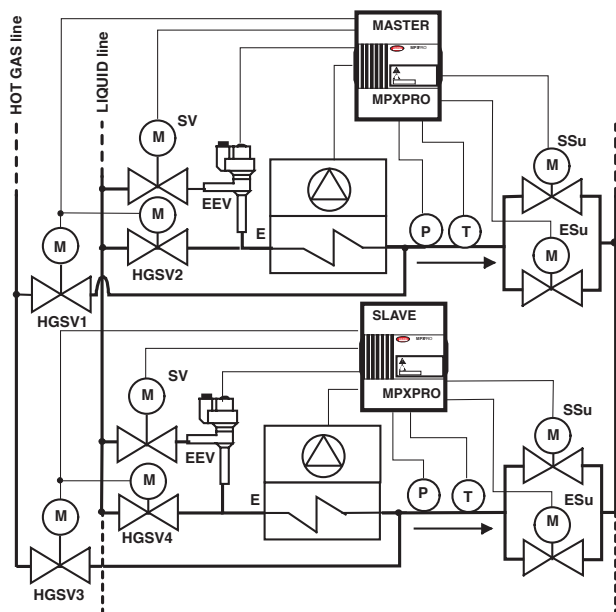 HOT GAS line
LIQUID line
MASTER
MPXPRO
M
SV
M
EEV
M
HGSV2
M
HGSV1
E
P
T
SSu
M
ESu
M
SLAVE
MPXPRO
SV
M
EEV
M
HGSV4
M
HGSV3
E
P
T
SSu
M
ESu
M